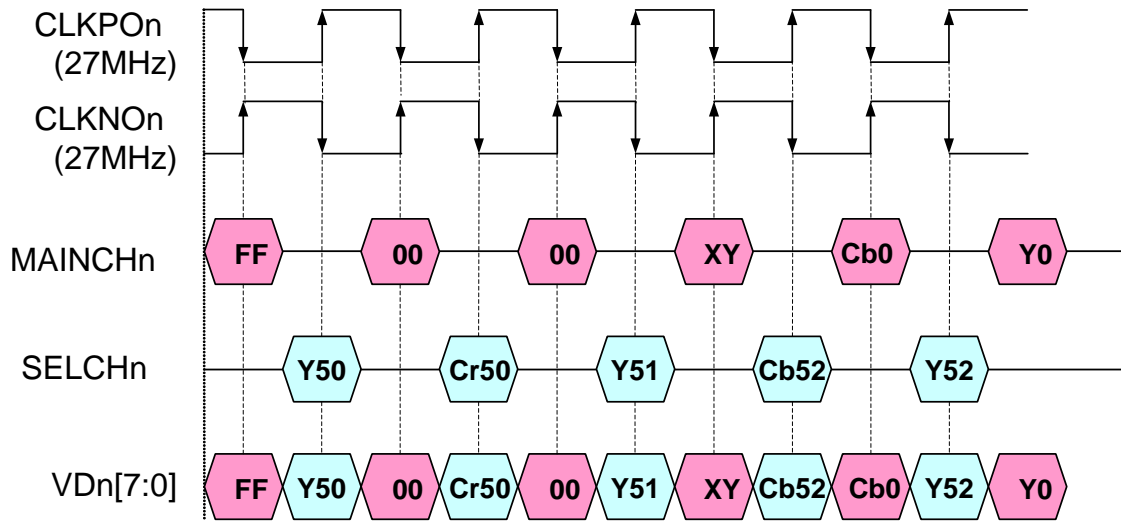 CLKPOn
(27MHz)
CLKNOn
(27MHz)
MAINCHn FF 00 00 XY Cb0 Y0
SELCHn Y50 Cr50 Y51 Cb52 Y52
VDn[7:0] FF Y50 00 Cr50 00 Y51 XY Cb52 Cb0 Y52 Y0